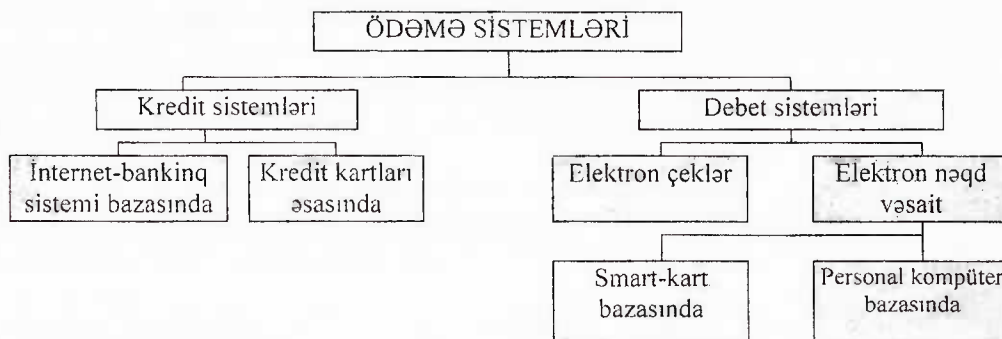 ÖDƏMƏ SİSTEMLƏRİ
Kredit sistemləri
Debet sistemləri
İnternet-bankinq
sistemi bazasında
Kredit kartları
əsasında
Elektron çeklər
Elektron nəqd
vəsait
Smart-kart
bazasında
Personal kompüter
bazasında